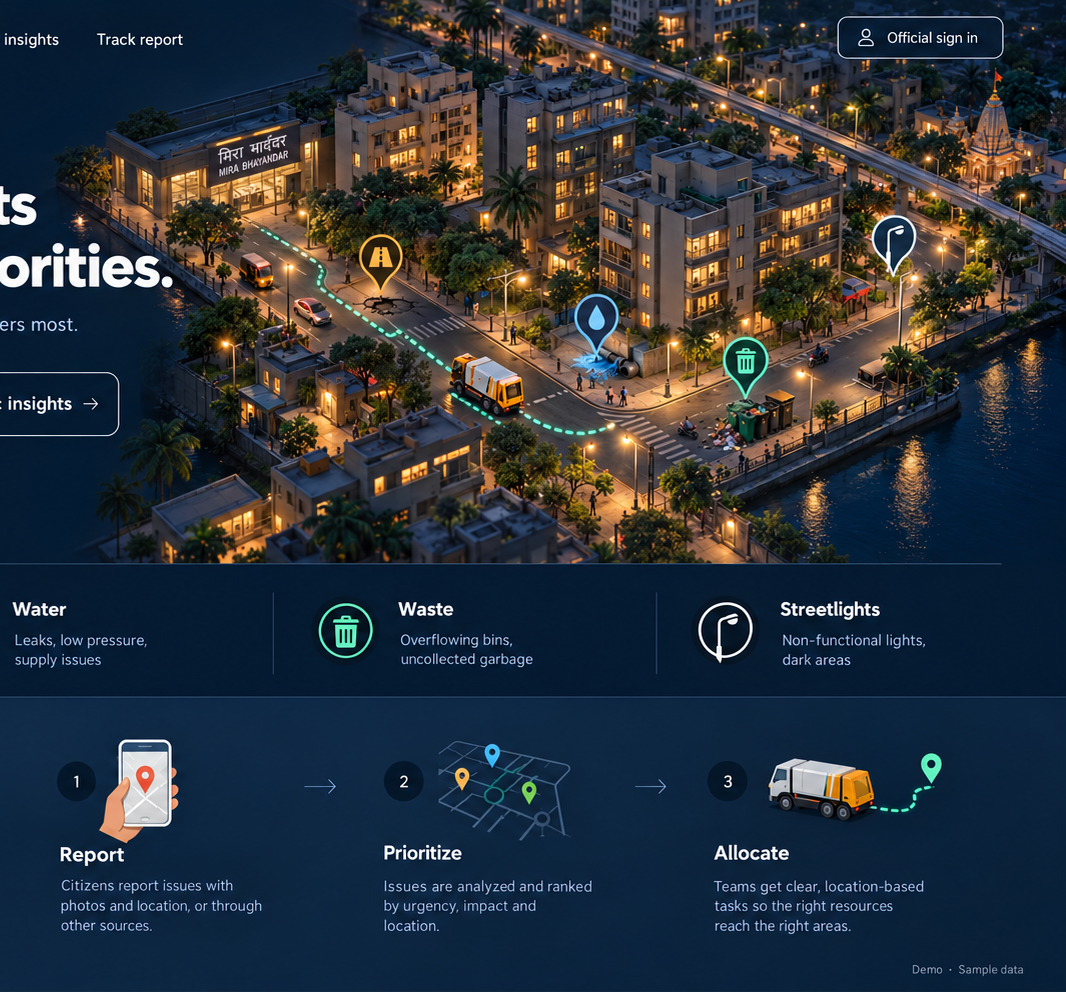 insights
Track report
Official sign in
मिरा मार्ददर
MIRA BHAYANDAR
ts
orities.
ers most.
c insights →
Water
Leaks, low pressure,
supply issues
Waste
Overflowing bins,
uncollected garbage
Streetlights
Non-functional lights,
dark areas
1
Report
Citizens report issues with
photos and location, or through
other sources.
2
Prioritize
Issues are analyzed and ranked
by urgency, impact and
location.
3
Allocate
Teams get clear, location-based
tasks so the right resources
reach the right areas.
Demo · Sample data